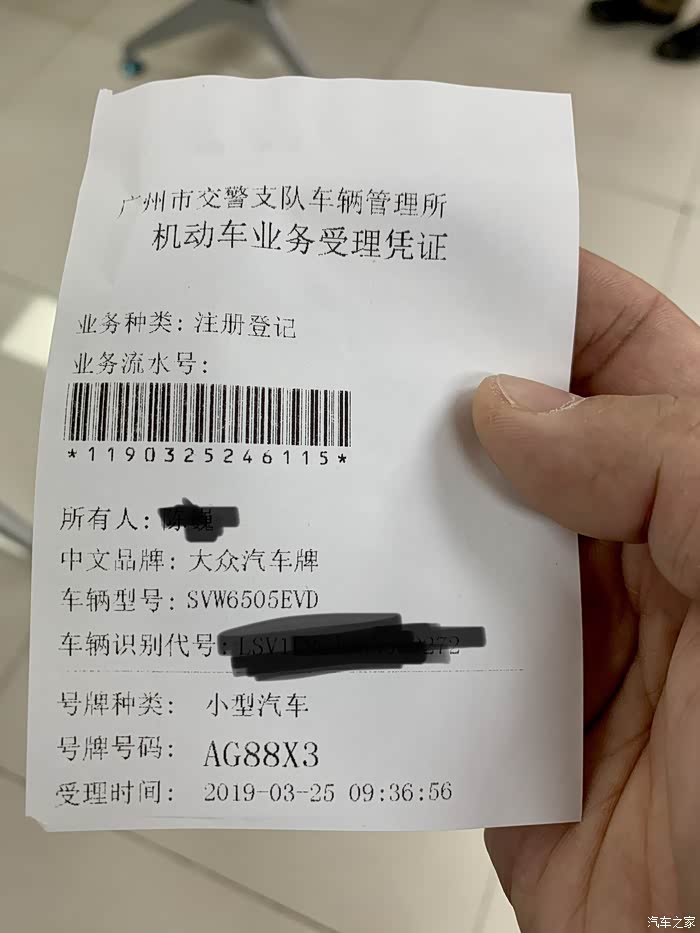 广州市交警支队车辆管理所
机动车业务受理凭证
业务种类：注册登记
业务流水号：
*11903252461​15*
所有人：
中文品牌：大众汽车牌
车辆型号：SVW6505EVD
车辆识别代号：
号牌种类： 小型汽车
号牌号码： AG88X3
受理时间： 2019-03-25 09:36:56
汽车之家